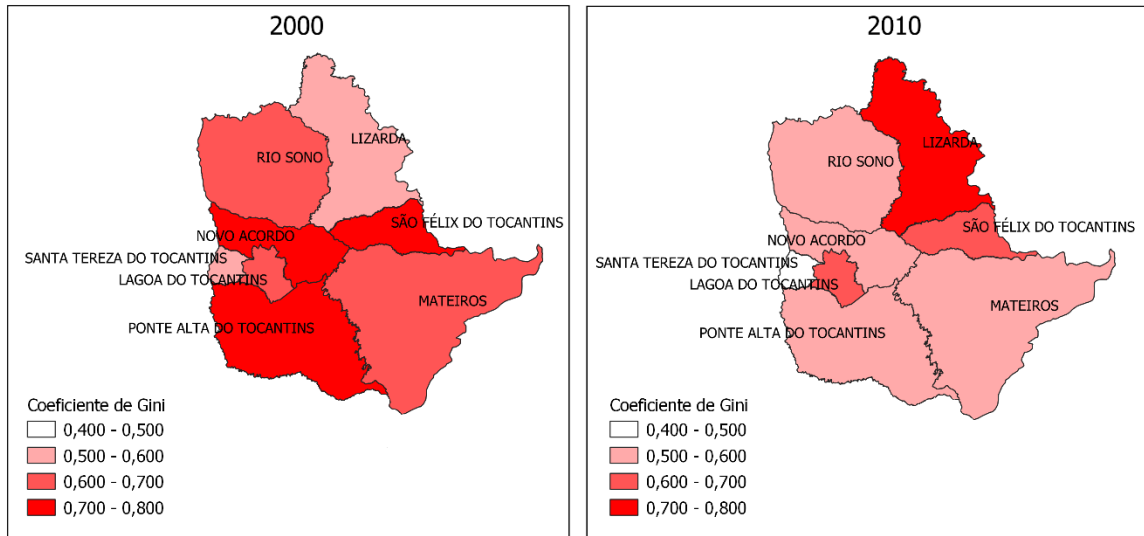 2000
LIZARDA
RIO SONO
SÃO FÉLIX DO TOCANTINS
NOVO ACORDO
SANTA TEREZA DO TOCANTINS
LAGOA DO TOCANTINS
MATEIROS
PONTE ALTA DO TOCANTINS
Coeficiente de Gini
0,400 - 0,500
0,500 - 0,600
0,600 - 0,700
0,700 - 0,800
2010
LIZARDA
RIO SONO
SÃO FÉLIX DO TOCANTINS
NOVO ACORDO
SANTA TEREZA DO TOCANTINS
LAGOA DO TOCANTINS
MATEIROS
PONTE ALTA DO TOCANTINS
Coeficiente de Gini
0,400 - 0,500
0,500 - 0,600
0,600 - 0,700
0,700 - 0,800